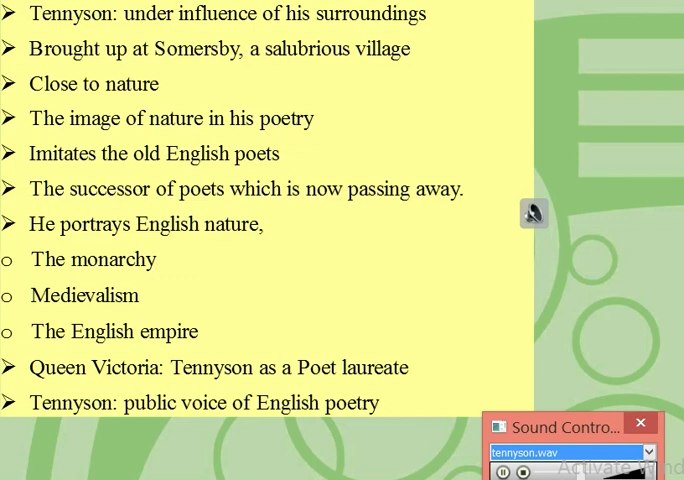 Tennyson: under influence of his surroundings
Brought up at Somersby, a salubrious village
Close to nature
The image of nature in his poetry
Imitates the old English poets
The successor of poets which is now passing away.
He portrays English nature,
o The monarchy
o Medievalism
o The English empire
Queen Victoria: Tennyson as a Poet laureate
Tennyson: public voice of English poetry
Sound Contro...
tennyson.wav
Activate Wind